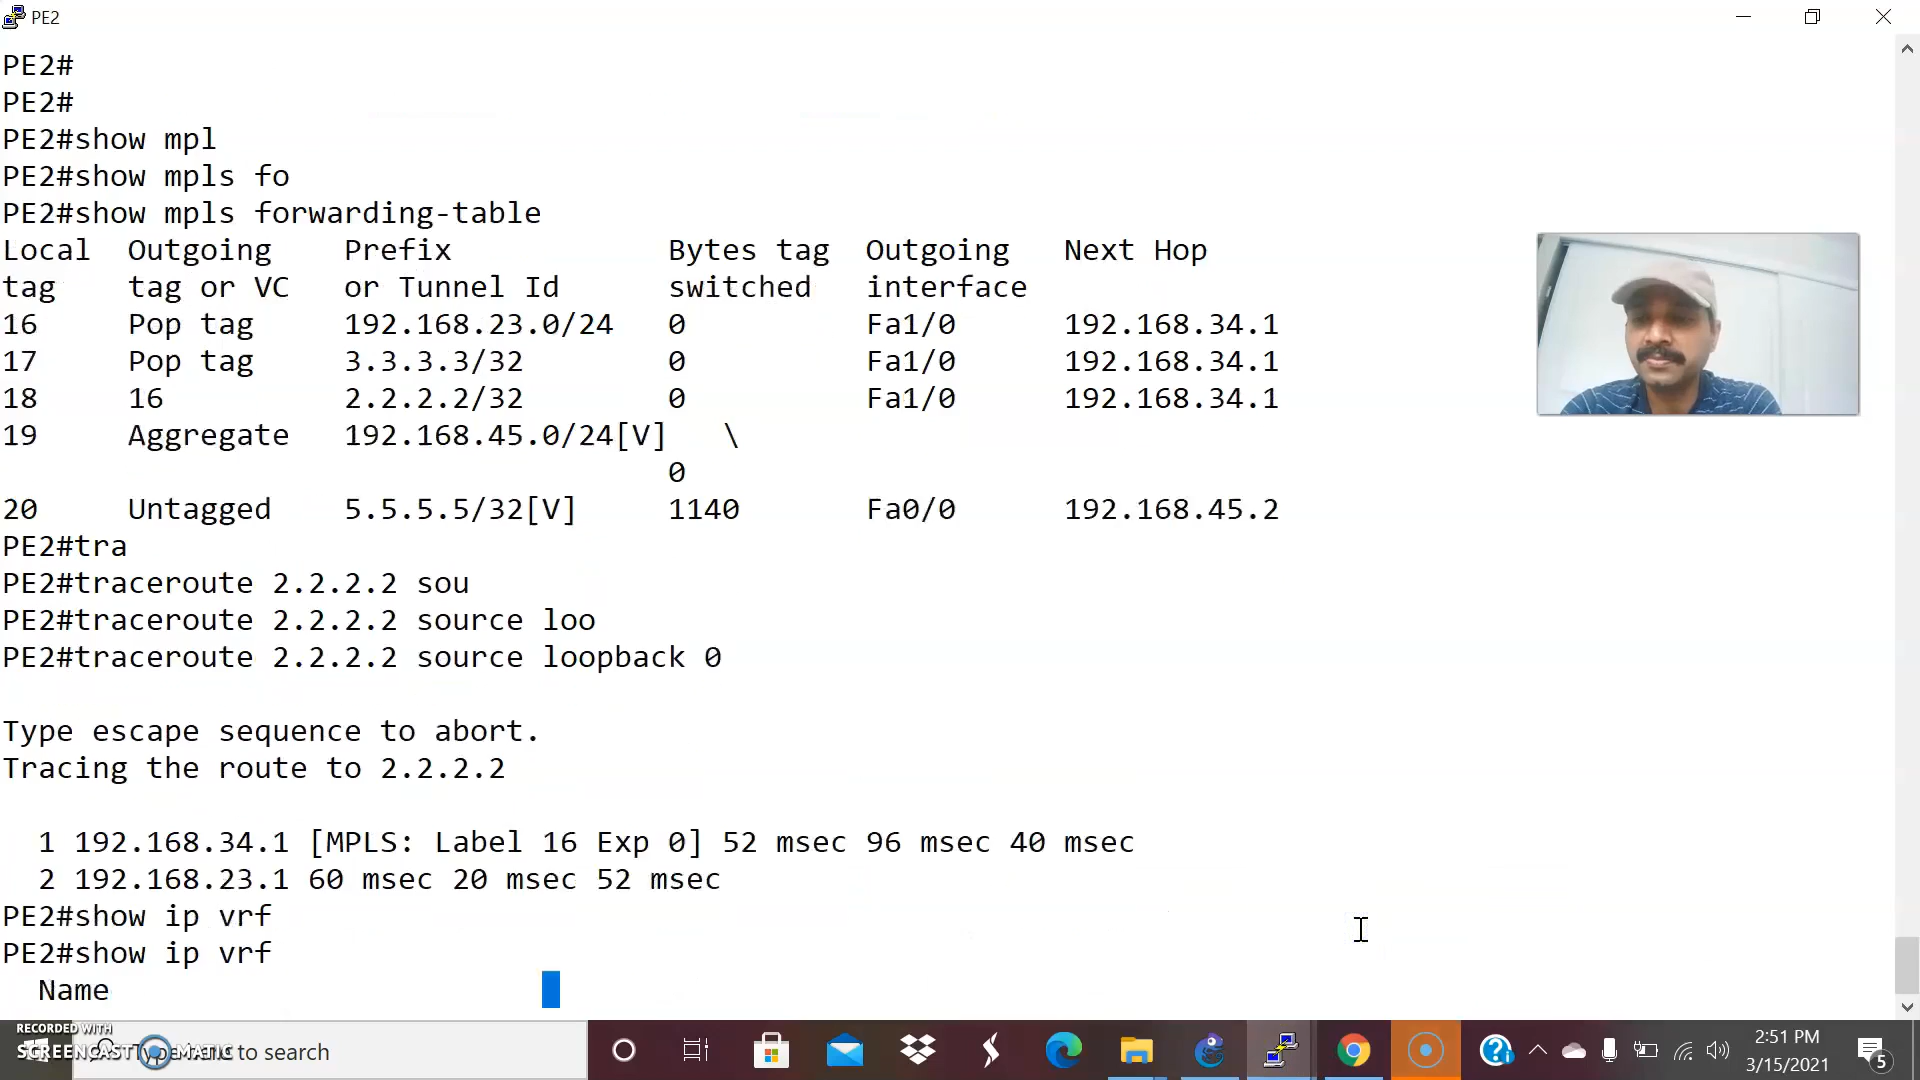 PE2
PE2#
PE2#
PE2#show mpl
PE2#show mpls fo
PE2#show mpls forwarding-table
Local  Outgoing    Prefix            Bytes tag  Outgoing   Next Hop
tag    tag or VC   or Tunnel Id      switched   interface
16     Pop tag     192.168.23.0/24   0          Fa1/0      192.168.34.1
17     Pop tag     3.3.3.3/32        0          Fa1/0      192.168.34.1
18     16          2.2.2.2/32        0          Fa1/0      192.168.34.1
19     Aggregate   192.168.45.0/24[V]   \
                                     0
20     Untagged    5.5.5.5/32[V]     1140       Fa0/0      192.168.45.2
PE2#tra
PE2#traceroute 2.2.2.2 sou
PE2#traceroute 2.2.2.2 source loo
PE2#traceroute 2.2.2.2 source loopback 0
Type escape sequence to abort.
Tracing the route to 2.2.2.2
  1 192.168.34.1 [MPLS: Label 16 Exp 0] 52 msec 96 msec 40 msec
  2 192.168.23.1 60 msec 20 msec 52 msec
PE2#show ip vrf
PE2#show ip vrf
  Name
RECORDED WITH
SCREENCAST MATIC
to search
2:51 PM
3/15/2021
5